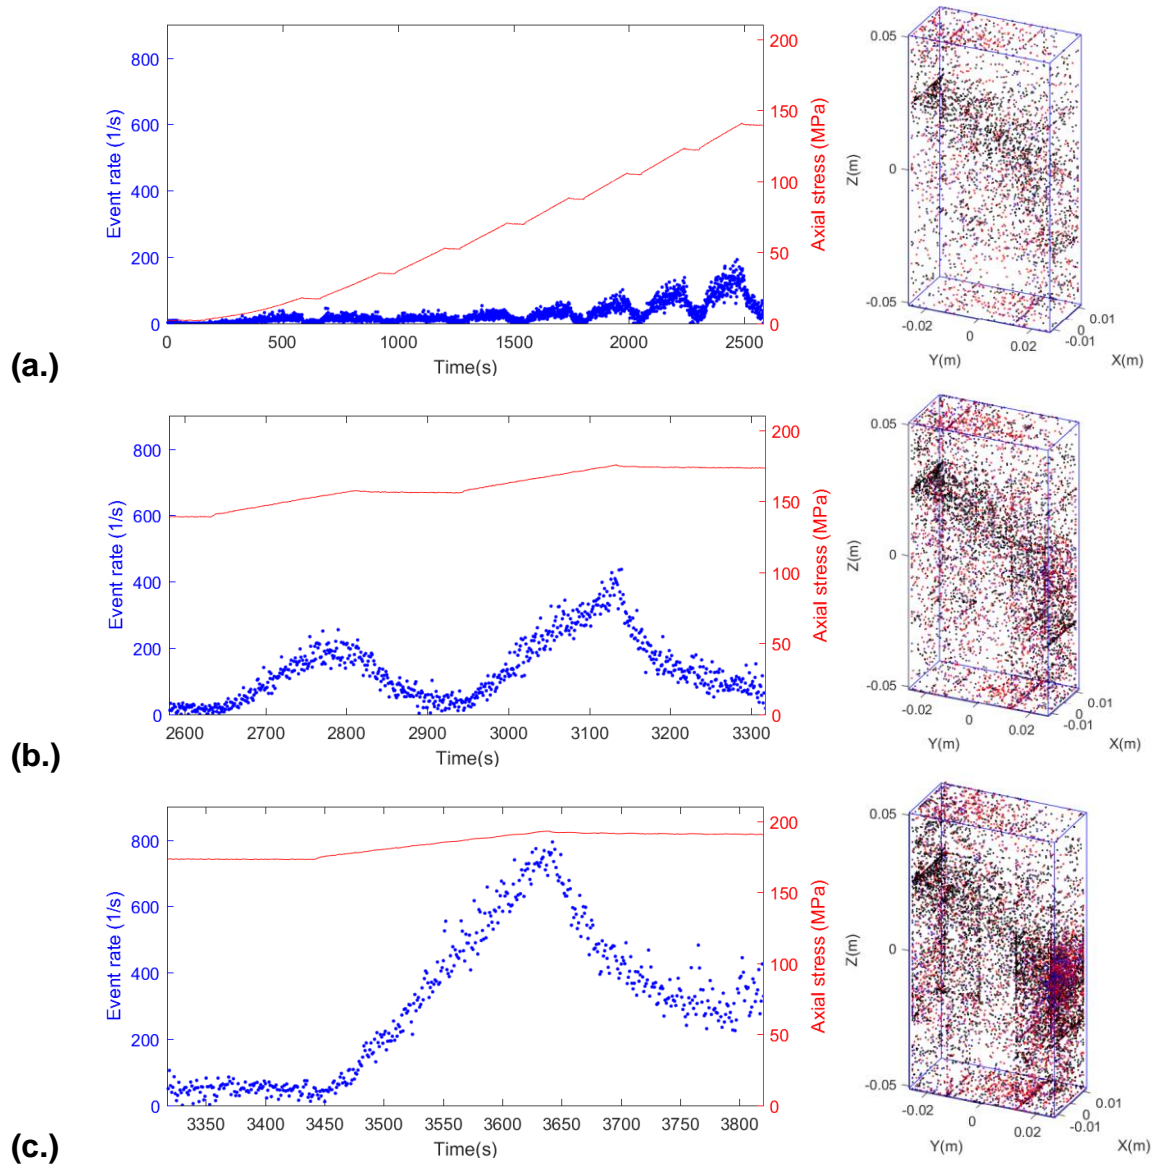 800
600
400
200
0
Event rate (1/s)
200
150
100
50
0
Axial stress (MPa)
0 500 1000 1500 2000 2500
Time(s)
0.05
0
-0.05
Z(m)
-0.02 0 0.02
Y(m)
0.01
0
-0.01
X(m)
(a.)
800
600
400
200
0
Event rate (1/s)
200
150
100
50
0
Axial stress (MPa)
2600 2700 2800 2900 3000 3100 3200 3300
Time(s)
0.05
0
-0.05
Z(m)
-0.02 0 0.02
Y(m)
0.01
0
-0.01
X(m)
(b.)
800
600
400
200
0
Event rate (1/s)
200
150
100
50
0
Axial stress (MPa)
3350 3400 3450 3500 3550 3600 3650 3700 3750 3800
Time(s)
0.05
0
-0.05
Z(m)
-0.02 0 0.02
Y(m)
0.01
0
-0.01
X(m)
(c.)